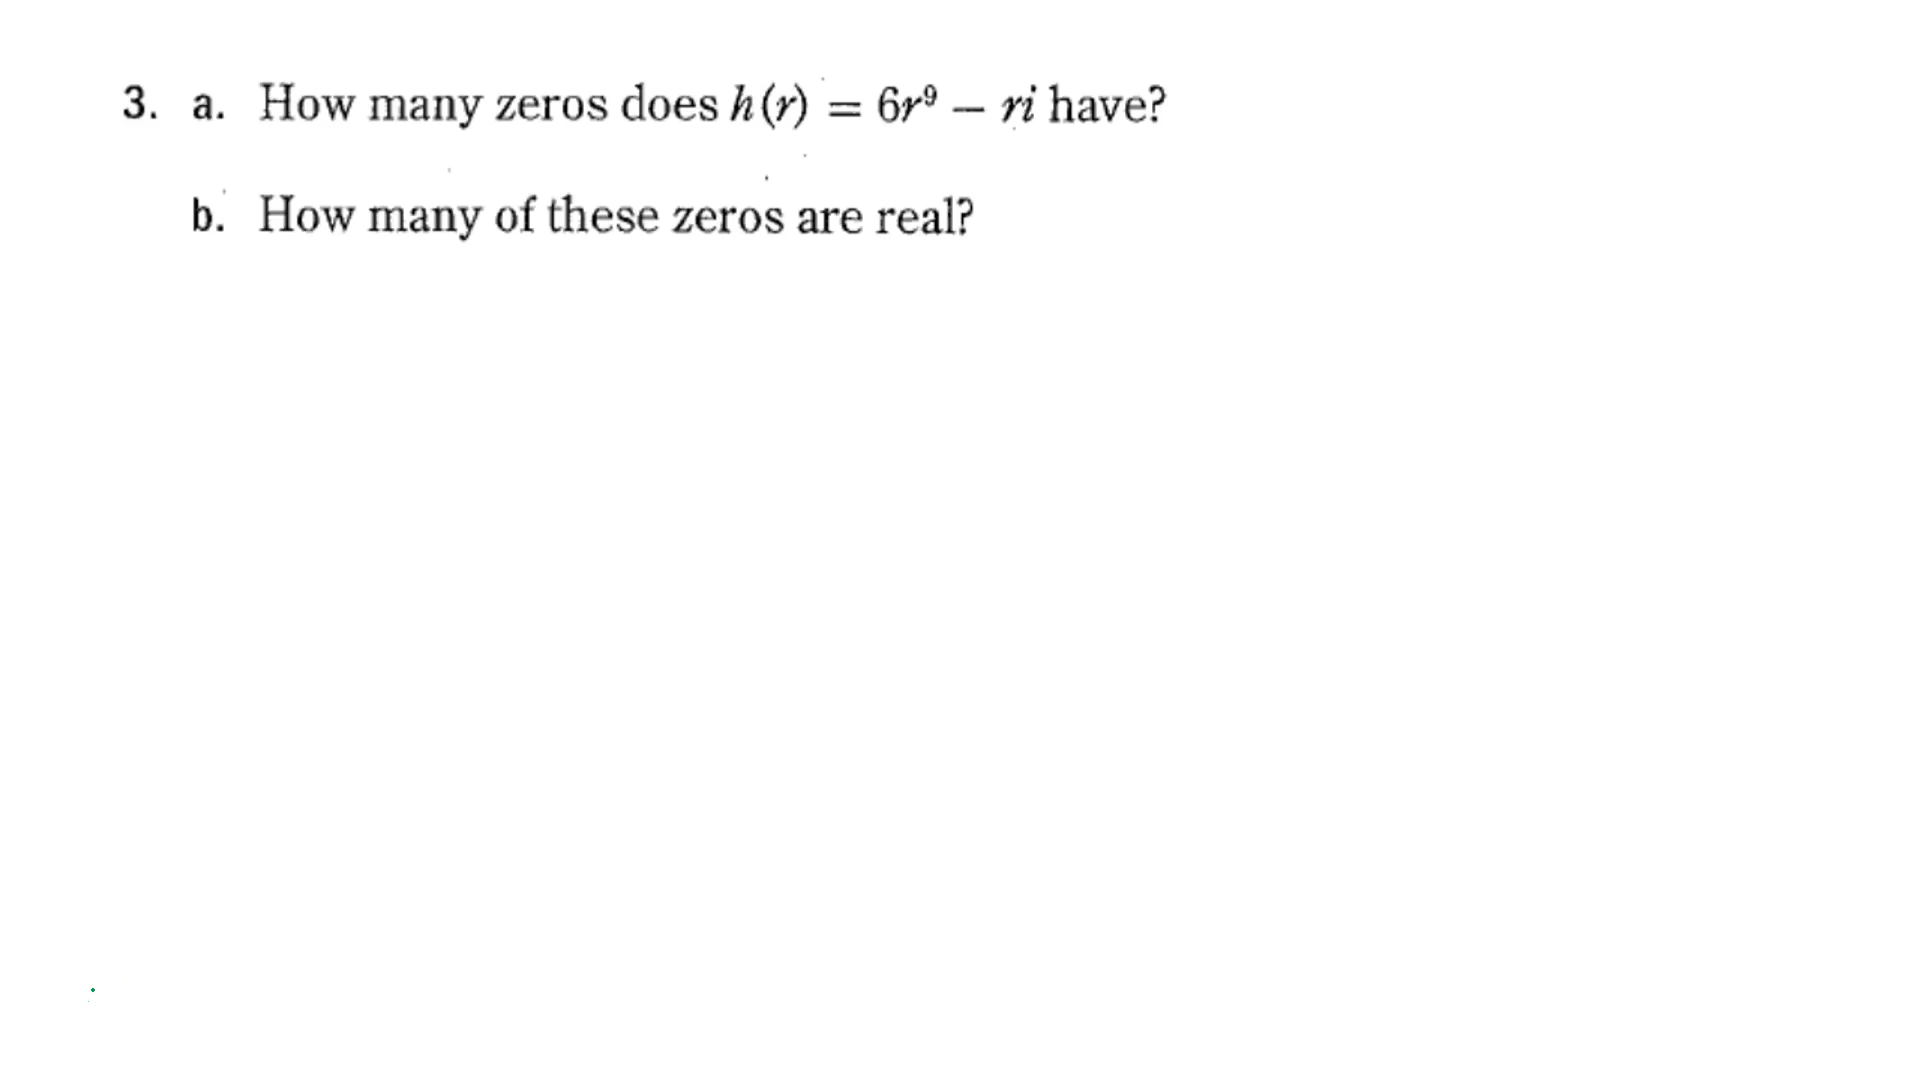 3. a. How many zeros does h(r) = 6r⁹ − ri have?
b. How many of these zeros are real?